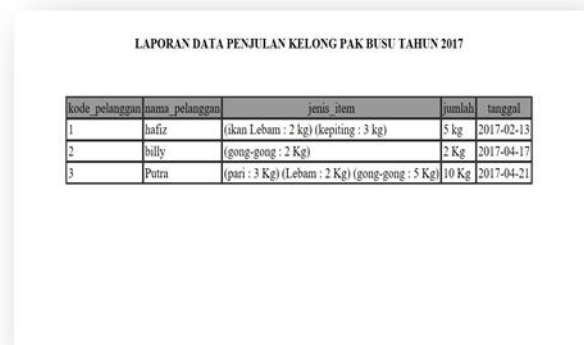 LAPORAN DATA PENJULAN KELONG PAK BUSU TAHUN 2017
kode_pelanggan nama_pelanggan jenis_item jumlah tanggal
1 hafiz (ikan Lebam : 2 kg) (kepiting : 3 kg) 5 kg 2017-02-13
2 billy (gong-gong : 2 Kg) 2 Kg 2017-04-17
3 Putra (pari : 3 Kg) (Lebam : 2 Kg) (gong-gong : 5 Kg) 10 Kg 2017-04-21